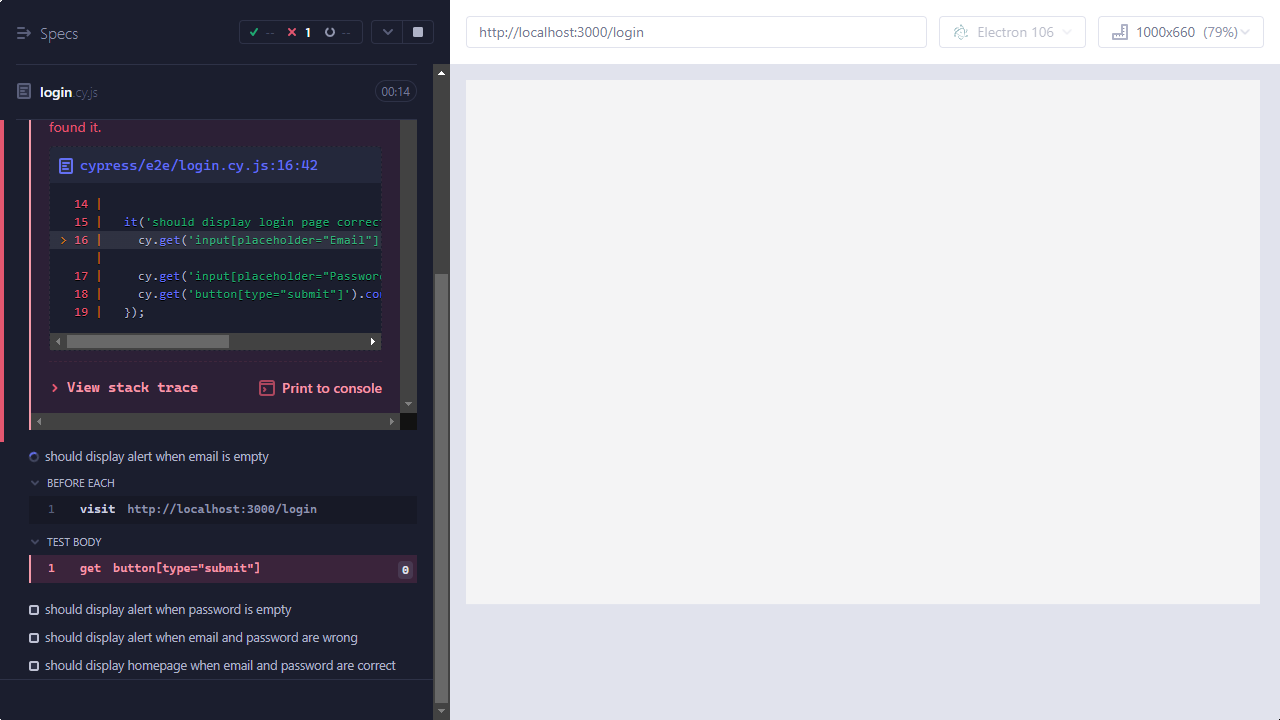 Specs
-- 1 --
http://localhost:3000/login
Electron 106
1000x660 (79%)
login.cy.js
00:14
found it.
cypress/e2e/login.cy.js:16:42
14 |
15 | it('should display login page correct
> 16 | cy.get('input[placeholder="Email"]
|
17 | cy.get('input[placeholder="Password
18 | cy.get('button[type="submit"]').con
19 | });
View stack trace
Print to console
should display alert when email is empty
BEFORE EACH
1 visit http://localhost:3000/login
TEST BODY
1 get button[type="submit"] 0
should display alert when password is empty
should display alert when email and password are wrong
should display homepage when email and password are correct